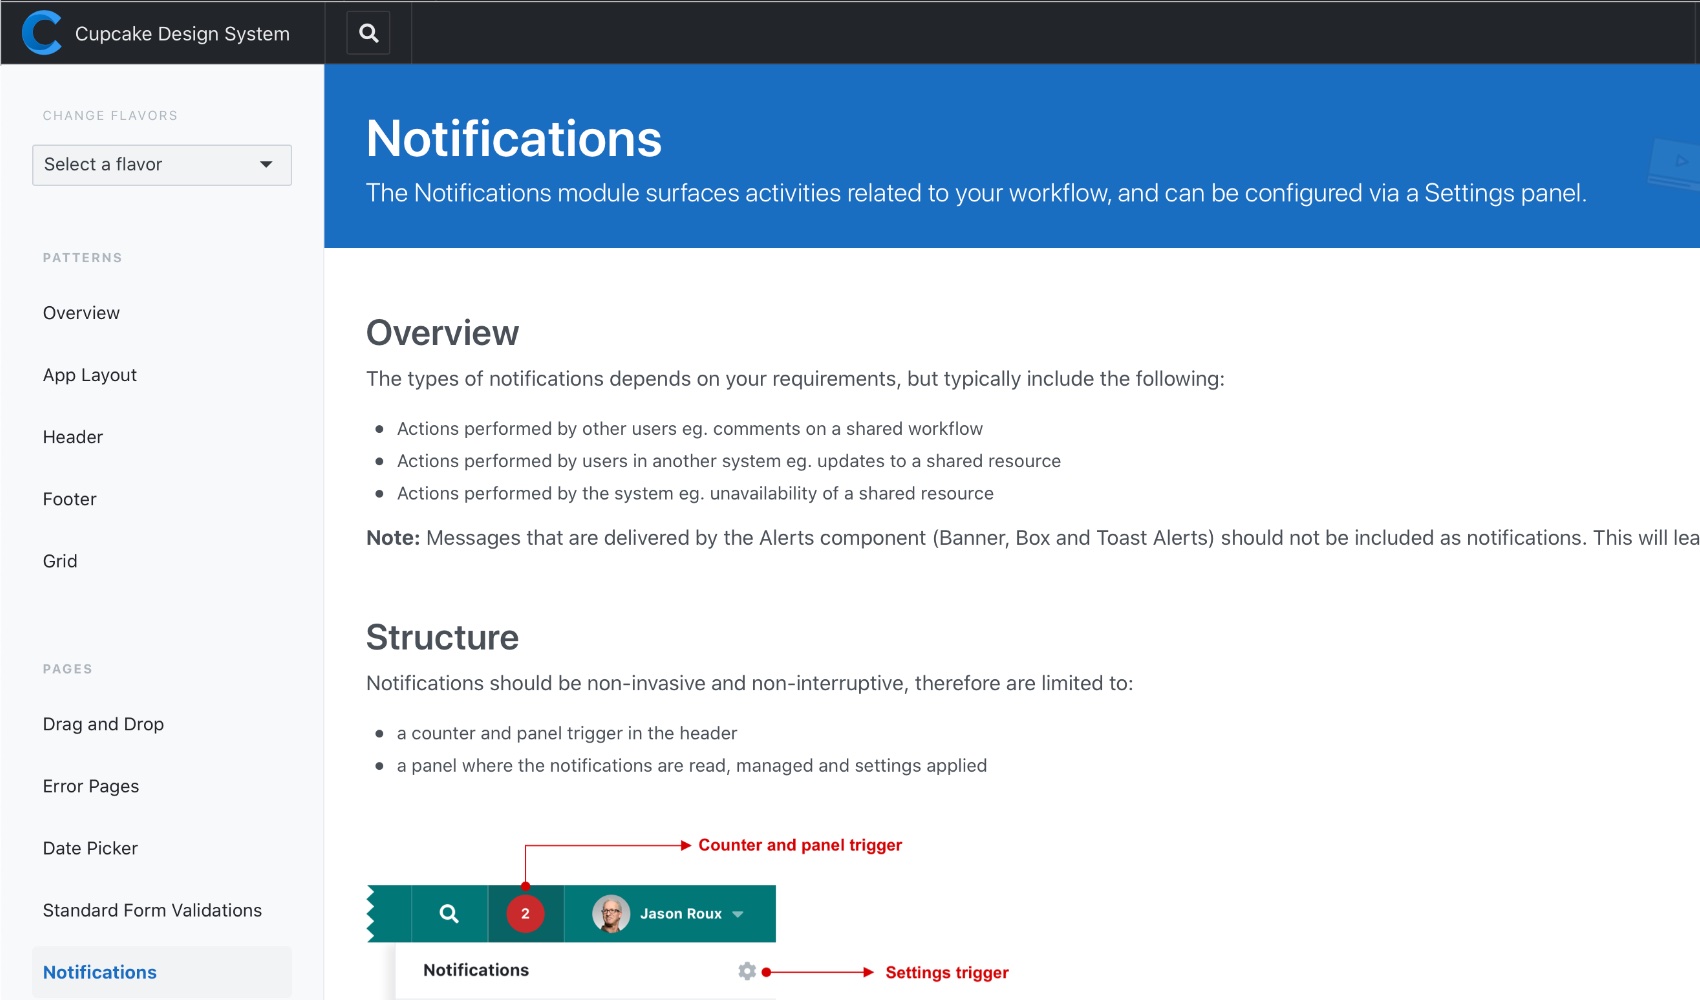 Cupcake Design System
CHANGE FLAVORS
Select a flavor
PATTERNS
Overview
App Layout
Header
Footer
Grid
PAGES
Drag and Drop
Error Pages
Date Picker
Standard Form Validations
Notifications
Notifications
The Notifications module surfaces activities related to your workflow, and can be configured via a Settings panel.
Overview
The types of notifications depends on your requirements, but typically include the following:
Actions performed by other users eg. comments on a shared workflow
Actions performed by users in another system eg. updates to a shared resource
Actions performed by the system eg. unavailability of a shared resource
Note: Messages that are delivered by the Alerts component (Banner, Box and Toast Alerts) should not be included as notifications. This will lea
Structure
Notifications should be non-invasive and non-interruptive, therefore are limited to:
a counter and panel trigger in the header
a panel where the notifications are read, managed and settings applied
Counter and panel trigger
2
Jason Roux
Notifications
Settings trigger